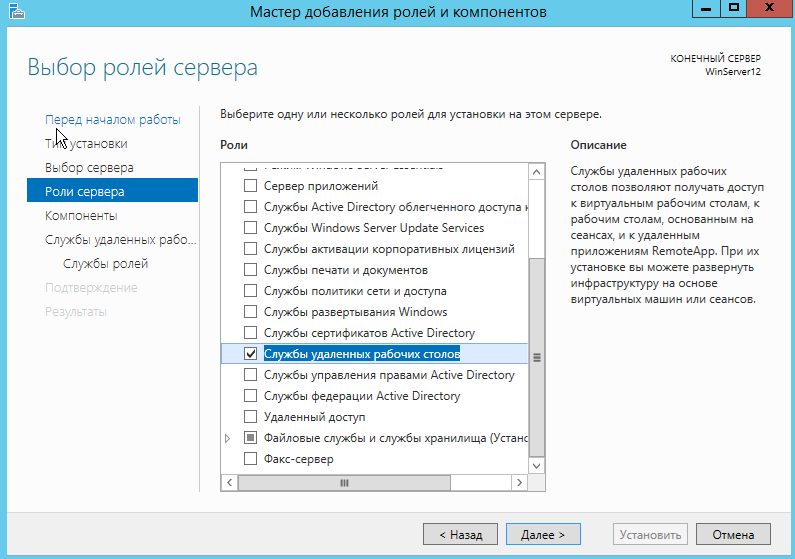 Мастер добавления ролей и компонентов
Выбор ролей сервера
КОНЕЧНЫЙ СЕРВЕР
WinServer12
Перед началом работы
Тип установки
Выбор сервера
Роли сервера
Компоненты
Службы удаленных рабо...
Службы ролей
Подтверждение
Результаты
Выберите одну или несколько ролей для установки на этом сервере.
Роли
Режим Windows Server Essentials
Сервер приложений
Службы Active Directory облегченного доступа к
Службы Windows Server Update Services
Службы активации корпоративных лицензий
Службы печати и документов
Службы политики сети и доступа
Службы развертывания Windows
Службы сертификатов Active Directory
Службы удаленных рабочих столов
Службы управления правами Active Directory
Службы федерации Active Directory
Удаленный доступ
Файловые службы и службы хранилища (Устано
Факс-сервер
Описание
Службы удаленных рабочих
столов позволяют получать доступ
к виртуальным рабочим столам, к
рабочим столам, основанным на
сеансах, и к удаленным
приложениям RemoteApp. При их
установке вы можете развернуть
инфраструктуру на основе
виртуальных машин или сеансов.
< Назад
Далее >
Установить
Отмена